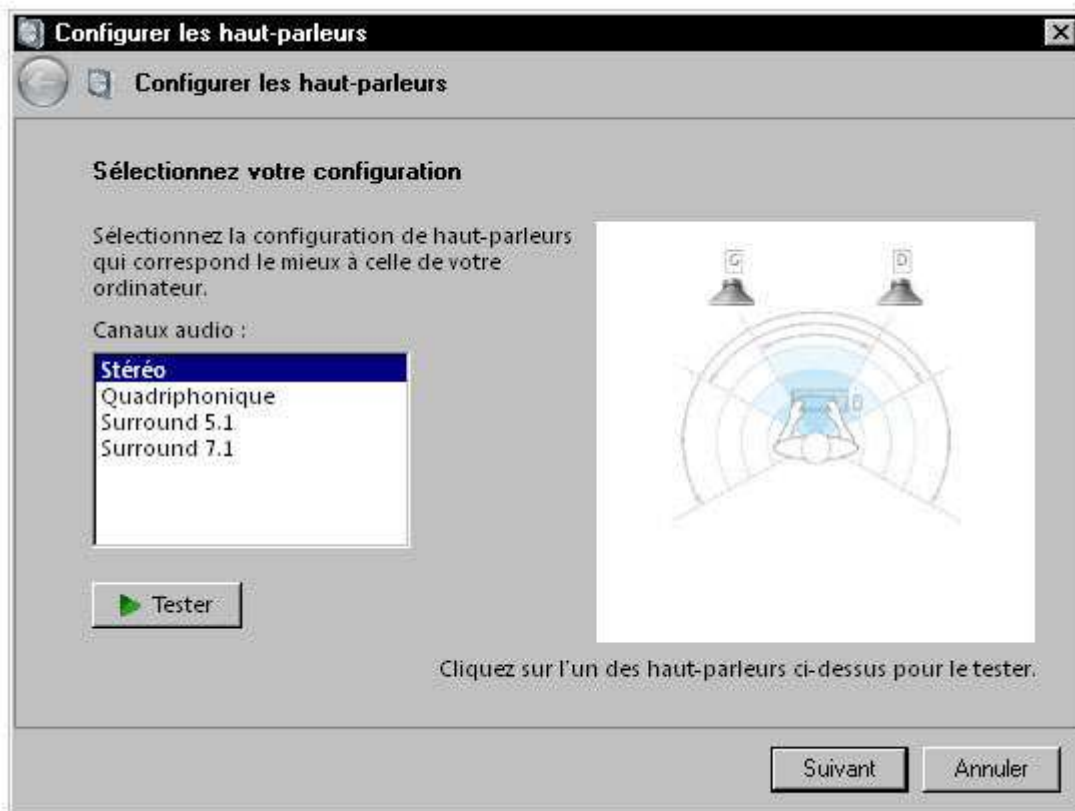 Configurer les haut-parleurs
Configurer les haut-parleurs
Sélectionnez votre configuration
Sélectionnez la configuration de haut-parleurs
qui correspond le mieux à celle de votre
ordinateur.
Canaux audio :
Stéréo
Quadriphonique
Surround 5.1
Surround 7.1
Tester
G
D
Cliquez sur l'un des haut-parleurs ci-dessus pour le tester.
Suivant
Annuler